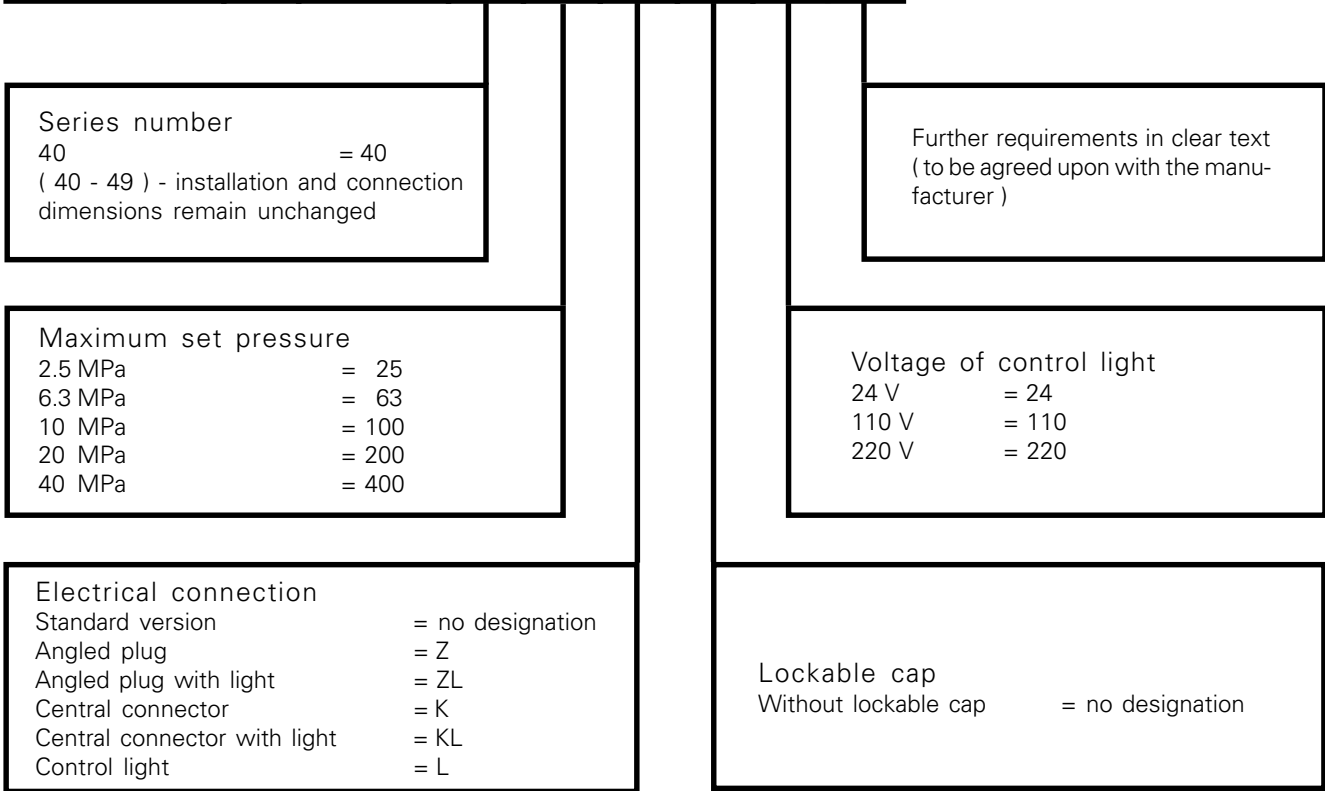 Series number
40 = 40
( 40 - 49 ) - installation and connection
dimensions remain unchanged
Further requirements in clear text
( to be agreed upon with the manu-
facturer )
Maximum set pressure
2.5 MPa = 25
6.3 MPa = 63
10 MPa = 100
20 MPa = 200
40 MPa = 400
Voltage of control light
24 V = 24
110 V = 110
220 V = 220
Electrical connection
Standard version = no designation
Angled plug = Z
Angled plug with light = ZL
Central connector = K
Central connector with light = KL
Control light = L
Lockable cap
Without lockable cap = no designation